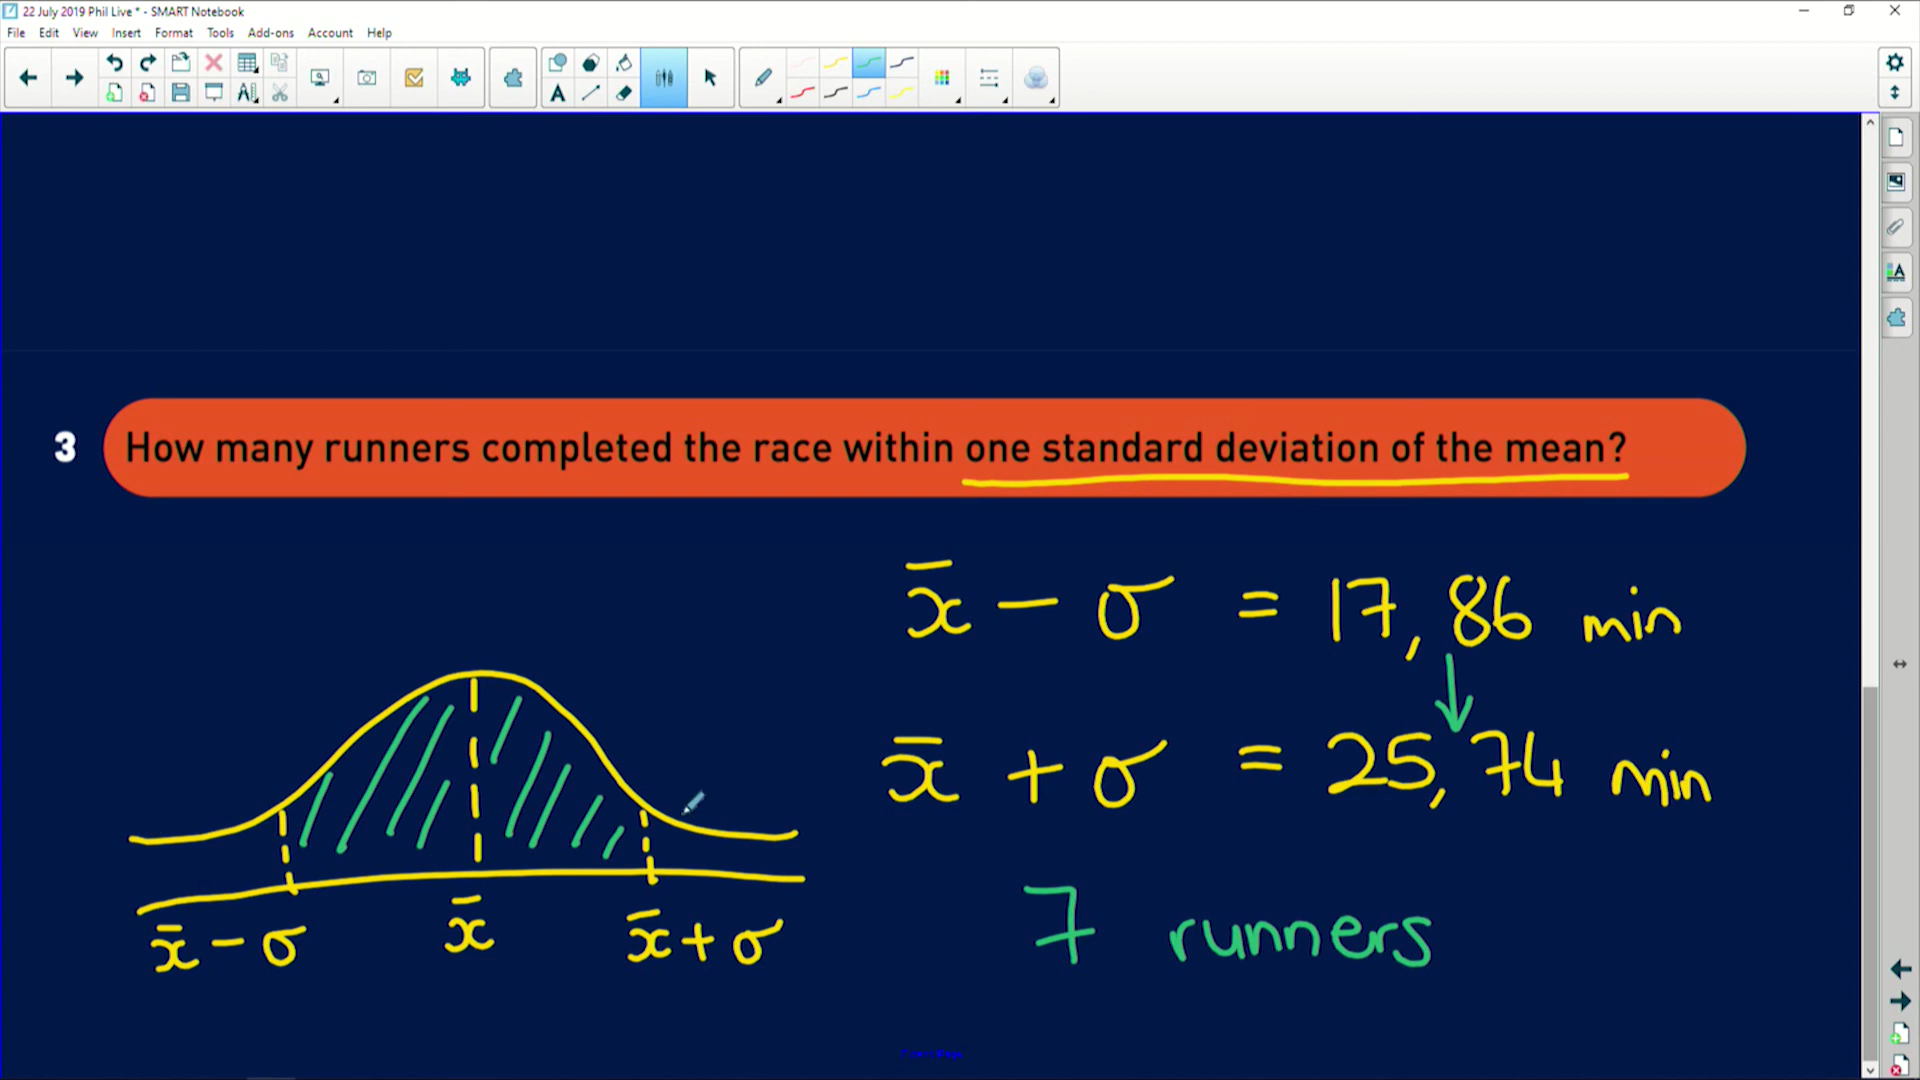 22 July 2019 Phil Live * - SMART Notebook
File Edit View Insert Format Tools Add-ons Account Help
3 How many runners completed the race within one standard deviation of the mean?
x̄ − σ = 17,86 min
x̄ + σ = 25,74 min
x̄ − σ x̄ x̄ + σ
7 runners